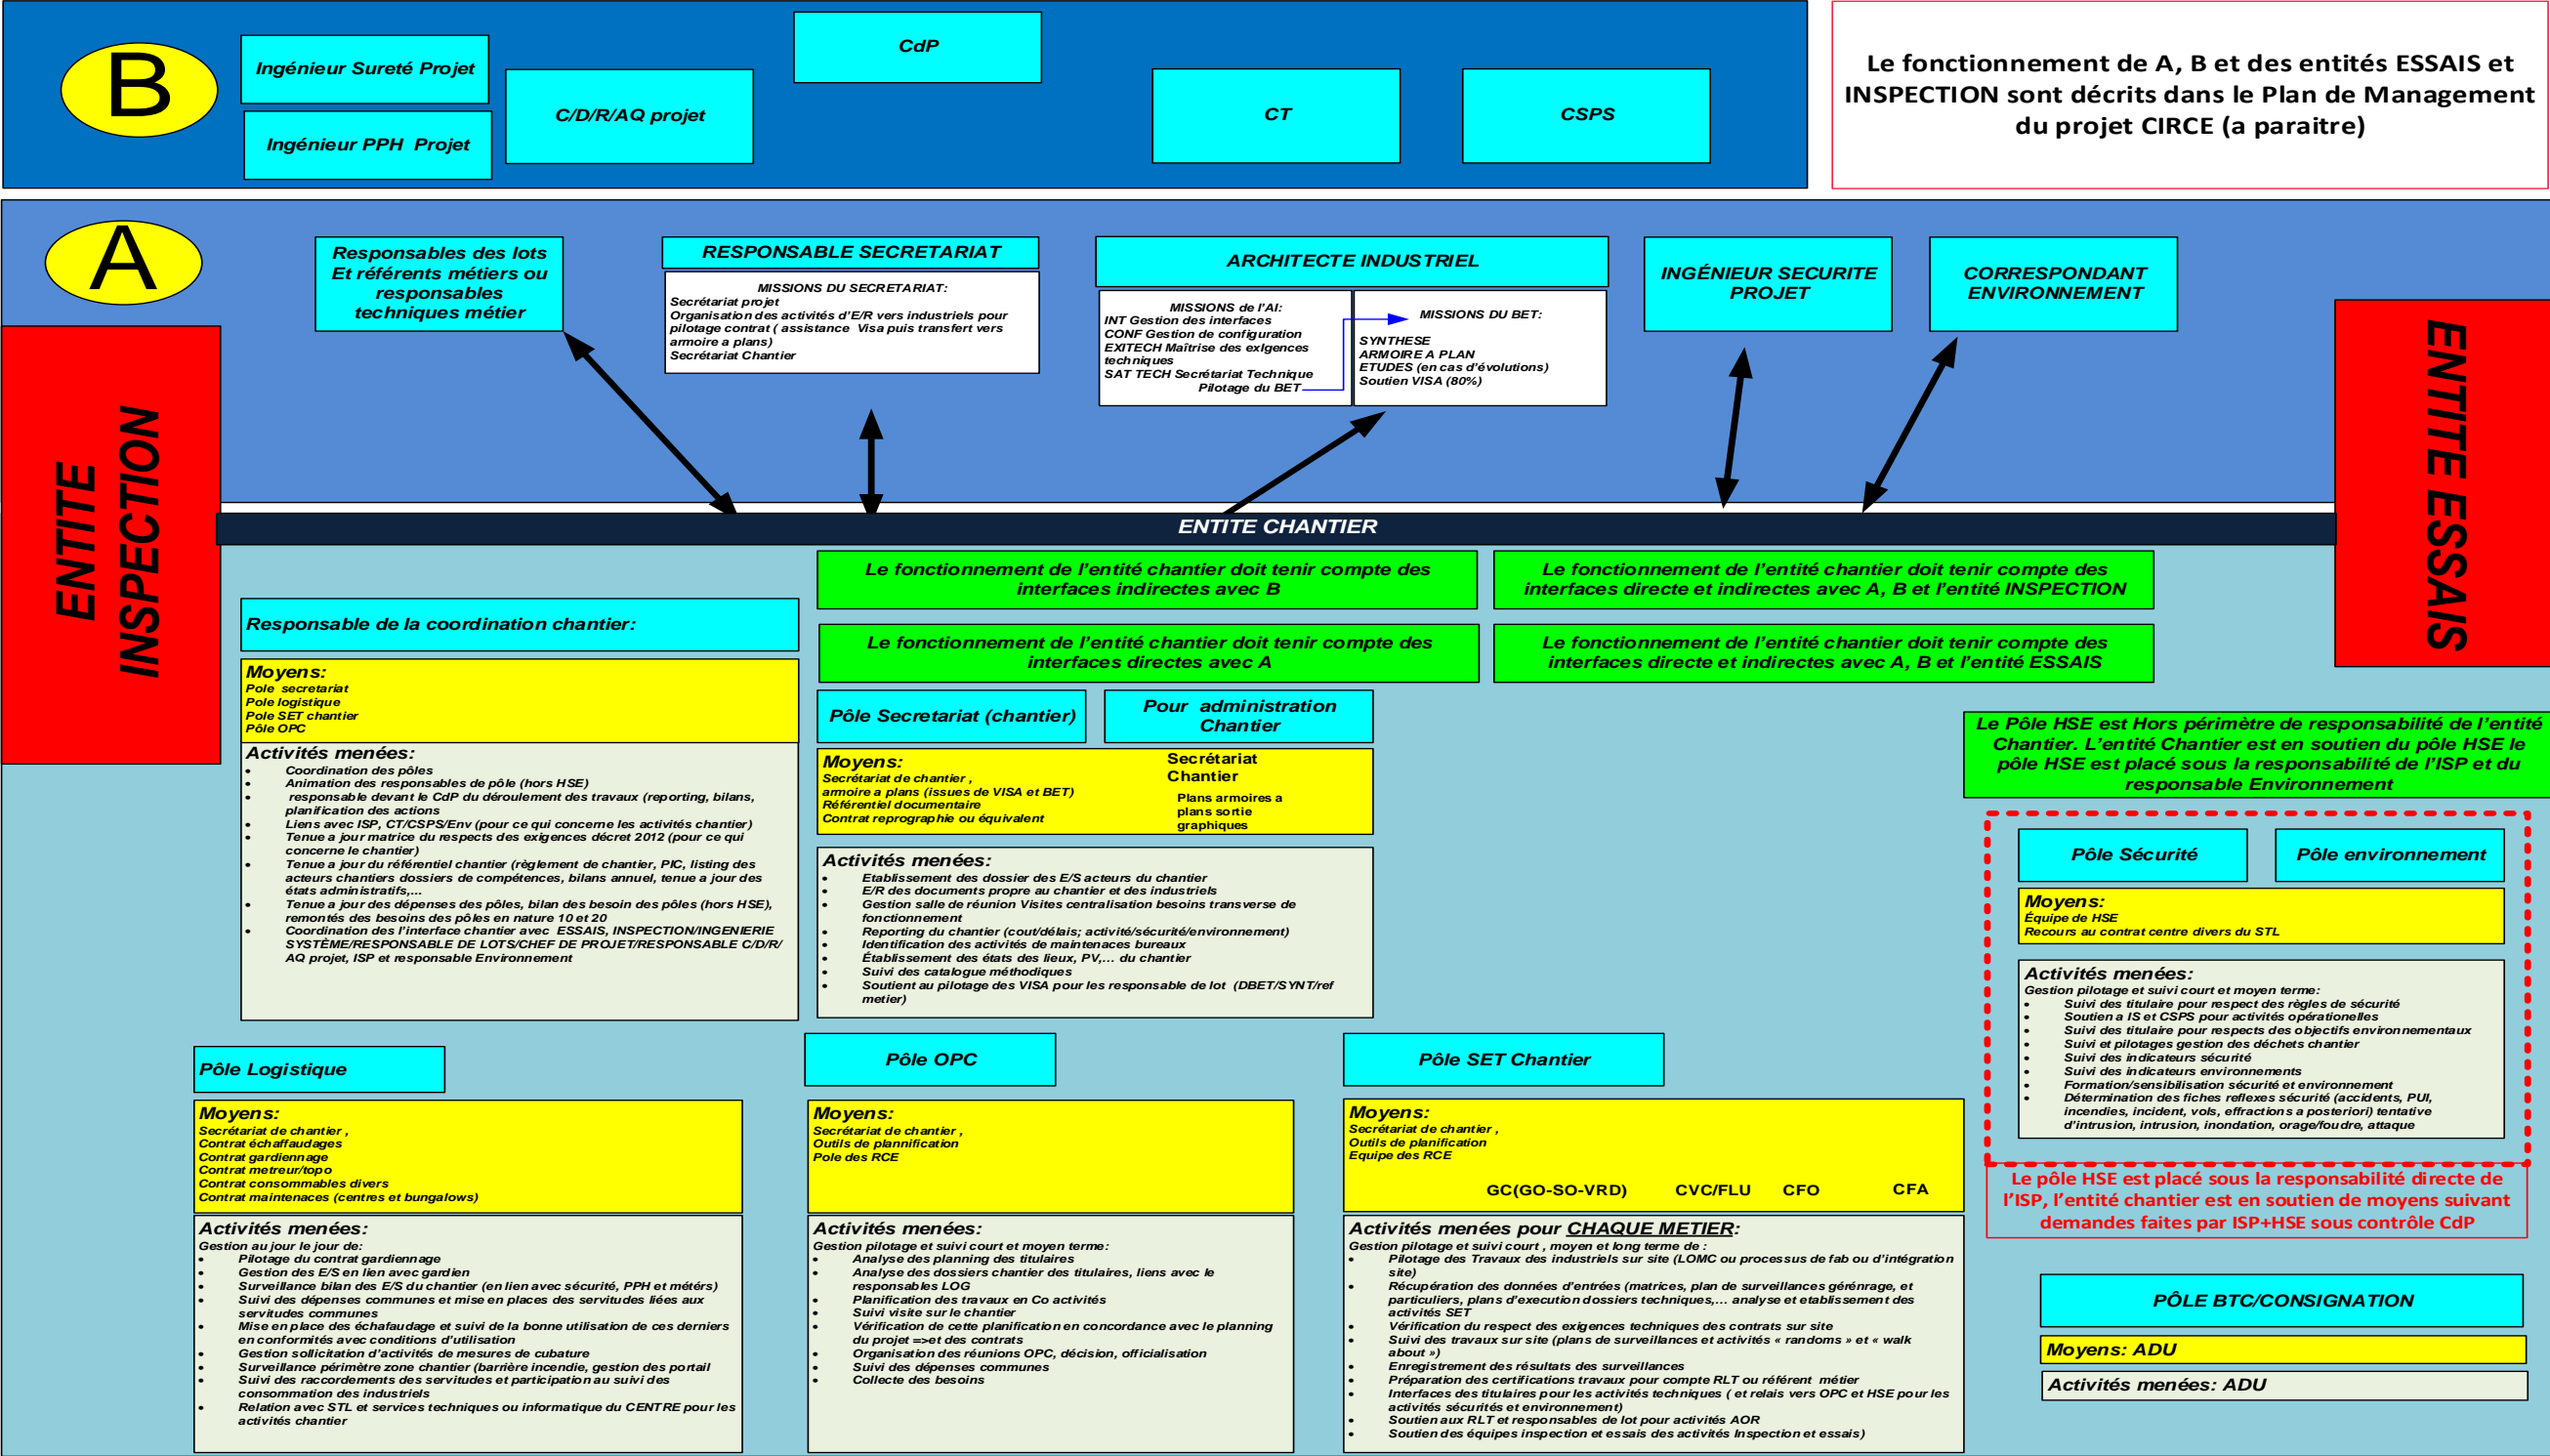 B
Ingénieur Sureté Projet
Ingénieur PPH Projet
C/D/R/AQ projet
CdP
CT
CSPS
Le fonctionnement de A, B et des entités ESSAIS et
INSPECTION sont décrits dans le Plan de Management
du projet CIRCE (a paraitre)
A
Responsables des lots
Et référents métiers ou
responsables
techniques métier
RESPONSABLE SECRETARIAT
MISSIONS DU SECRETARIAT:
Secrétariat projet
Organisation des activités d'E/R vers industriels pour
pilotage contrat ( assistance Visa puis transfert vers
armoire a plans)
Secrétariat Chantier
ARCHITECTE INDUSTRIEL
MISSIONS de l'AI:
INT Gestion des interfaces
CONF Gestion de configuration
EXITECH Maîtrise des exigences
techniques
SAT TECH Secrétariat Technique
Pilotage du BET
MISSIONS DU BET:
SYNTHESE
ARMOIRE A PLAN
ETUDES (en cas d'évolutions)
Soutien VISA (80%)
INGÉNIEUR SECURITE
PROJET
CORRESPONDANT
ENVIRONNEMENT
ENTITE
INSPECTION
ENTITE ESSAIS
ENTITE CHANTIER
Le fonctionnement de l'entité chantier doit tenir compte des
interfaces indirectes avec B
Le fonctionnement de l'entité chantier doit tenir compte des
interfaces directe et indirectes avec A, B et l'entité INSPECTION
Le fonctionnement de l'entité chantier doit tenir compte des
interfaces directes avec A
Le fonctionnement de l'entité chantier doit tenir compte des
interfaces directe et indirectes avec A, B et l'entité ESSAIS
Responsable de la coordination chantier:
Moyens:
Pole secretariat
Pole logistique
Pole SET chantier
Pôle OPC
Activités menées:
• Coordination des pôles
• Animation des responsables de pôle (hors HSE)
• responsable devant le CdP du déroulement des travaux (reporting, bilans,
planification des actions
• Liens avec ISP, CT/CSPS/Env (pour ce qui concerne les activités chantier)
• Tenue a jour matrice du respects des exigences décret 2012 (pour ce qui
concerne le chantier)
• Tenue a jour du référentiel chantier (règlement de chantier, PIC, listing des
acteurs chantiers dossiers de compétences, bilans annuel, tenue a jour des
états administratifs,...
• Tenue a jour des dépenses des pôles, bilan des besoin des pôles (hors HSE),
remontés des besoins des pôles en nature 10 et 20
• Coordination des l'interface chantier avec ESSAIS, INSPECTION/INGENIERIE
SYSTÈME/RESPONSABLE DE LOTS/CHEF DE PROJET/RESPONSABLE C/D/R/
AQ projet, ISP et responsable Environnement
Pôle Secretariat (chantier)
Pour administration
Chantier
Moyens:
Secrétariat de chantier ,
armoire a plans (issues de VISA et BET)
Référentiel documentaire
Contrat reprographie ou équivalent
Secrétariat
Chantier
Plans armoires a
plans sortie
graphiques
Activités menées:
• Etablissement des dossier des E/S acteurs du chantier
• E/R des documents propre au chantier et des industriels
• Gestion salle de réunion Visites centralisation besoins transverse de
fonctionnement
• Reporting du chantier (cout/délais; activité/sécurité/environnement)
• Identification des activités de maintenaces bureaux
• Établissement des états des lieux, PV,... du chantier
• Suivi des catalogue méthodiques
• Soutient au pilotage des VISA pour les responsable de lot (DBET/SYNT/ref
metier)
Le Pôle HSE est Hors périmètre de responsabilité de l'entité
Chantier. L'entité Chantier est en soutien du pôle HSE le
pôle HSE est placé sous la responsabilité de l'ISP et du
responsable Environnement
Pôle Sécurité
Pôle environnement
Moyens:
Équipe de HSE
Recours au contrat centre divers du STL
Activités menées:
Gestion pilotage et suivi court et moyen terme:
• Suivi des titulaire pour respect des règles de sécurité
• Soutien a IS et CSPS pour activités opérationelles
• Suivi des titulaire pour respects des objectifs environnementaux
• Suivi et pilotages gestion des déchets chantier
• Suivi des indicateurs sécurité
• Suivi des indicateurs environnements
• Formation/sensibilisation sécurité et environnement
• Détermination des fiches reflexes sécurité (accidents, PUI,
incendies, incident, vols, effractions a posteriori) tentative
d'intrusion, intrusion, inondation, orage/foudre, attaque
Le pôle HSE est placé sous la responsabilité directe de
l'ISP, l'entité chantier est en soutien de moyens suivant
demandes faites par ISP+HSE sous contrôle CdP
Pôle Logistique
Moyens:
Secrétariat de chantier ,
Contrat échaffaudages
Contrat gardiennage
Contrat metreur/topo
Contrat consommables divers
Contrat maintenaces (centres et bungalows)
Activités menées:
Gestion au jour le jour de:
• Pilotage du contrat gardiennage
• Gestion des E/S en lien avec gardien
• Surveillance bilan des E/S du chantier (en lien avec sécurité, PPH et métérs)
• Suivi des dépenses communes et mise en places des servitudes liées aux
servitudes communes
• Mise en place des échafaudage et suivi de la bonne utilisation de ces derniers
en conformités avec conditions d'utilisation
• Gestion sollicitation d'activités de mesures de cubature
• Surveillance périmètre zone chantier (barrière incendie, gestion des portail
• Suivi des raccordements des servitudes et participation au suivi des
consommation des industriels
• Relation avec STL et services techniques ou informatique du CENTRE pour les
activités chantier
Pôle OPC
Moyens:
Secrétariat de chantier ,
Outils de plannification
Pole des RCE
Activités menées:
Gestion pilotage et suivi court et moyen terme:
• Analyse des planning des titulaires
• Analyse des dossiers chantier des titulaires, liens avec le
responsables LOG
• Planification des travaux en Co activités
• Suivi visite sur le chantier
• Vérification de cette planification en concordance avec le planning
du projet =>et des contrats
• Organisation des réunions OPC, décision, officialisation
• Suivi des dépenses communes
• Collecte des besoins
Pôle SET Chantier
Moyens:
Secrétariat de chantier ,
Outils de planification
Equipe des RCE
GC(GO-SO-VRD) CVC/FLU CFO CFA
Activités menées pour CHAQUE METIER:
Gestion pilotage et suivi court , moyen et long terme de :
• Pilotage des Travaux des industriels sur site (LOMC ou processus de fab ou d'intégration
site)
• Récupération des données d'entrées (matrices, plan de surveillances gérénrage, et
particuliers, plans d'execution dossiers techniques,... analyse et etablissement des
activités SET
• Vérification du respect des exigences techniques des contrats sur site
• Suivi des travaux sur site (plans de surveillances et activités « randoms » et « walk
about »)
• Enregistrement des résultats des surveillances
• Préparation des certifications travaux pour compte RLT ou référent métier
• Interfaces des titulaires pour les activités techniques ( et relais vers OPC et HSE pour les
activités sécurités et environnement)
• Soutien aux RLT et responsables de lot pour activités AOR
• Soutien des équipes inspection et essais des activités Inspection et essais)
PÔLE BTC/CONSIGNATION
Moyens: ADU
Activités menées: ADU